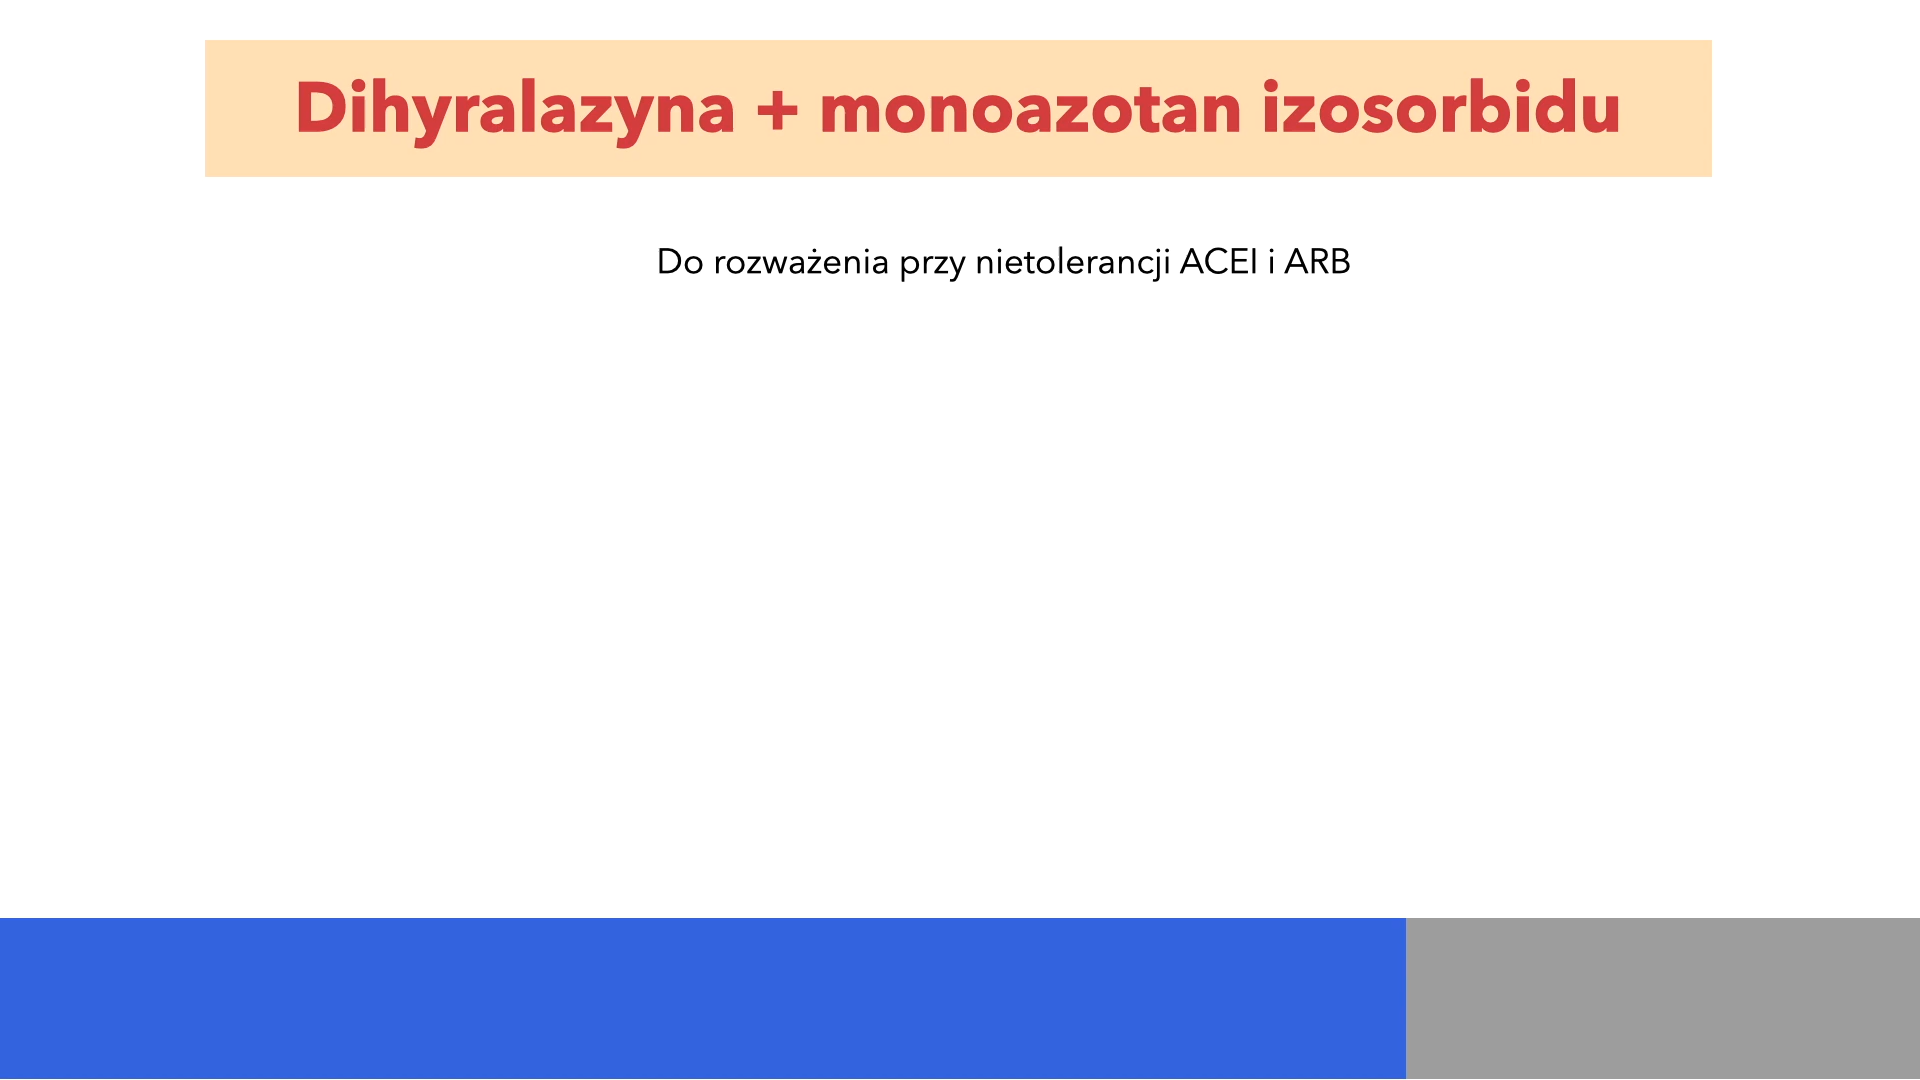 Dihyralazyna + monoazotan izosorbidu
Do rozważenia przy nietolerancji ACEI i ARB